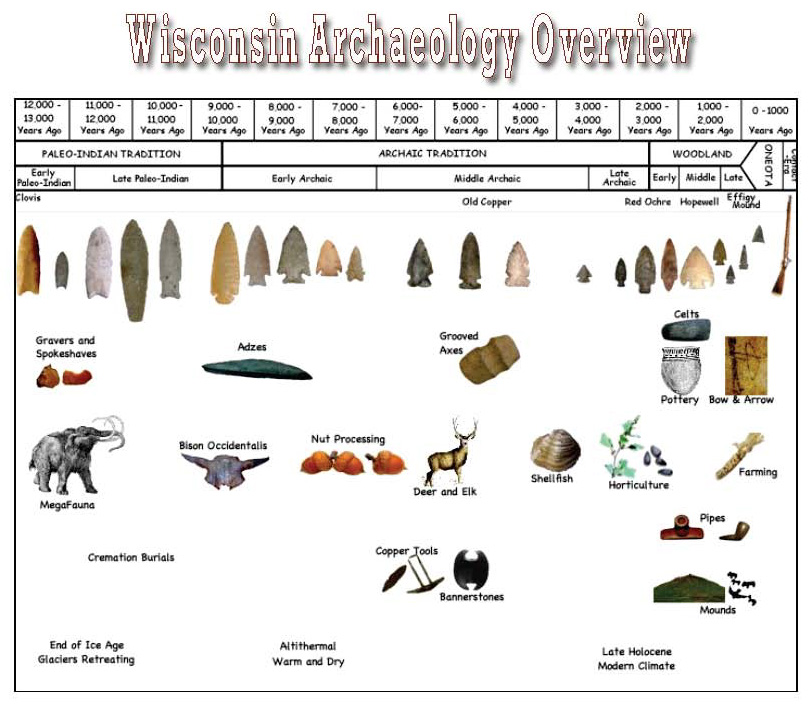 Wisconsin Archaeology Overview
12,000 - 13,000 Years Ago
11,000 - 12,000 Years Ago
10,000 - 11,000 Years Ago
9,000 - 10,000 Years Ago
8,000 - 9,000 Years Ago
7,000 - 8,000 Years Ago
6,000- 7,000 Years Ago
5,000 - 6,000 Years Ago
4,000 - 5,000 Years Ago
3,000 - 4,000 Years Ago
2,000 - 3,000 Years Ago
1,000 - 2,000 Years Ago
0 -1000 Years Ago
PALEO-INDIAN TRADITION
ARCHAIC TRADITION
WOODLAND
ONEOTA
Contact
-Era
Early
Paleo-Indian
Late Paleo-Indian
Early Archaic
Middle Archaic
Late
Archaic
Early
Middle
Late
Clovis
Old Copper
Red Ochre
Hopewell
Effigy
Mound
Gravers and
Spokeshaves
Adzes
Grooved
Axes
Celts
Pottery
Bow & Arrow
MegaFauna
Bison Occidentalis
Nut Processing
Deer and Elk
Shellfish
Horticulture
Farming
Pipes
Cremation Burials
Copper Tools
Bannerstones
Mounds
End of Ice Age
Glaciers Retreating
Altithermal
Warm and Dry
Late Holocene
Modern Climate